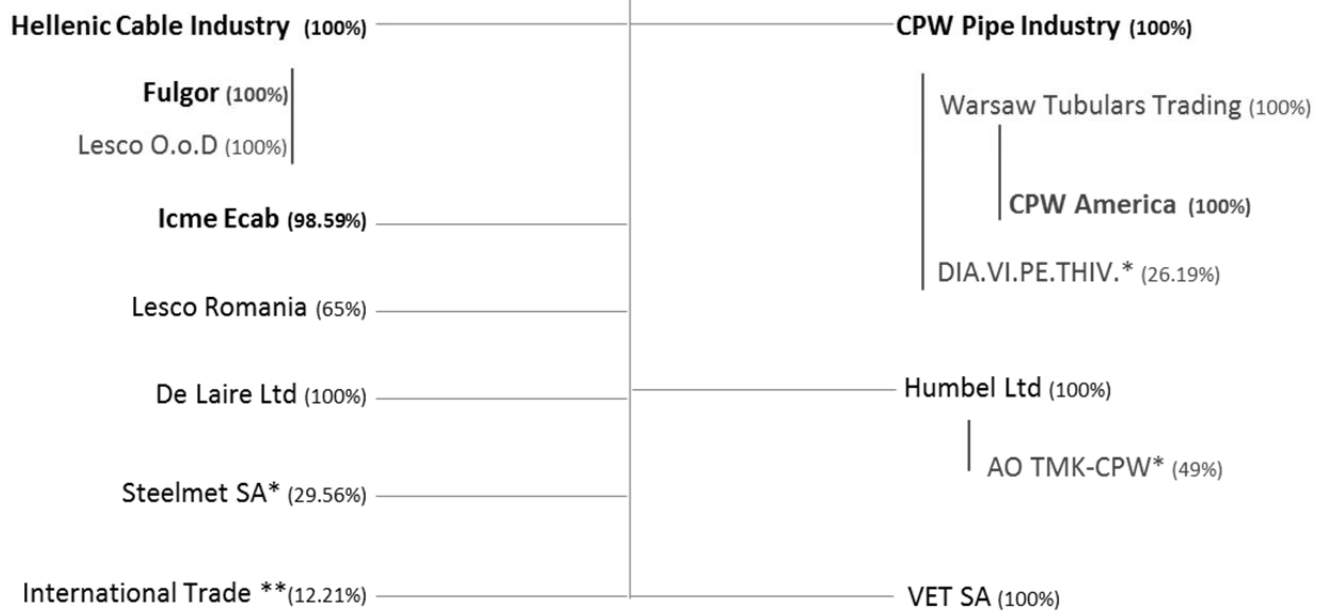 Hellenic Cable Industry (100%)
Fulgor (100%)
Lesco O.o.D (100%)
Icme Ecab (98.59%)
Lesco Romania (65%)
De Laire Ltd (100%)
Steelmet SA* (29.56%)
International Trade **(12.21%)
CPW Pipe Industry (100%)
Warsaw Tubulars Trading (100%)
CPW America (100%)
DIA.VI.PE.THIV.* (26.19%)
Humbel Ltd (100%)
AO TMK-CPW* (49%)
VET SA (100%)